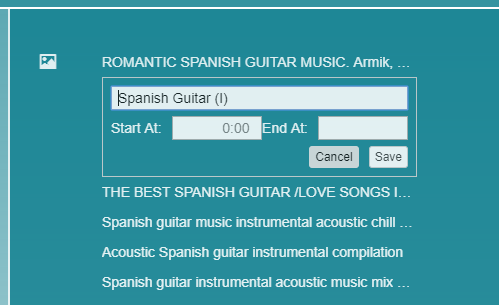 ROMANTIC SPANISH GUITAR MUSIC. Armik, ...
Spanish Guitar (I)
Start At: 0:00 End At:
Cancel Save
THE BEST SPANISH GUITAR /LOVE SONGS I...
Spanish guitar music instrumental acoustic chill ...
Acoustic Spanish guitar instrumental compilation
Spanish guitar instrumental acoustic music mix ...